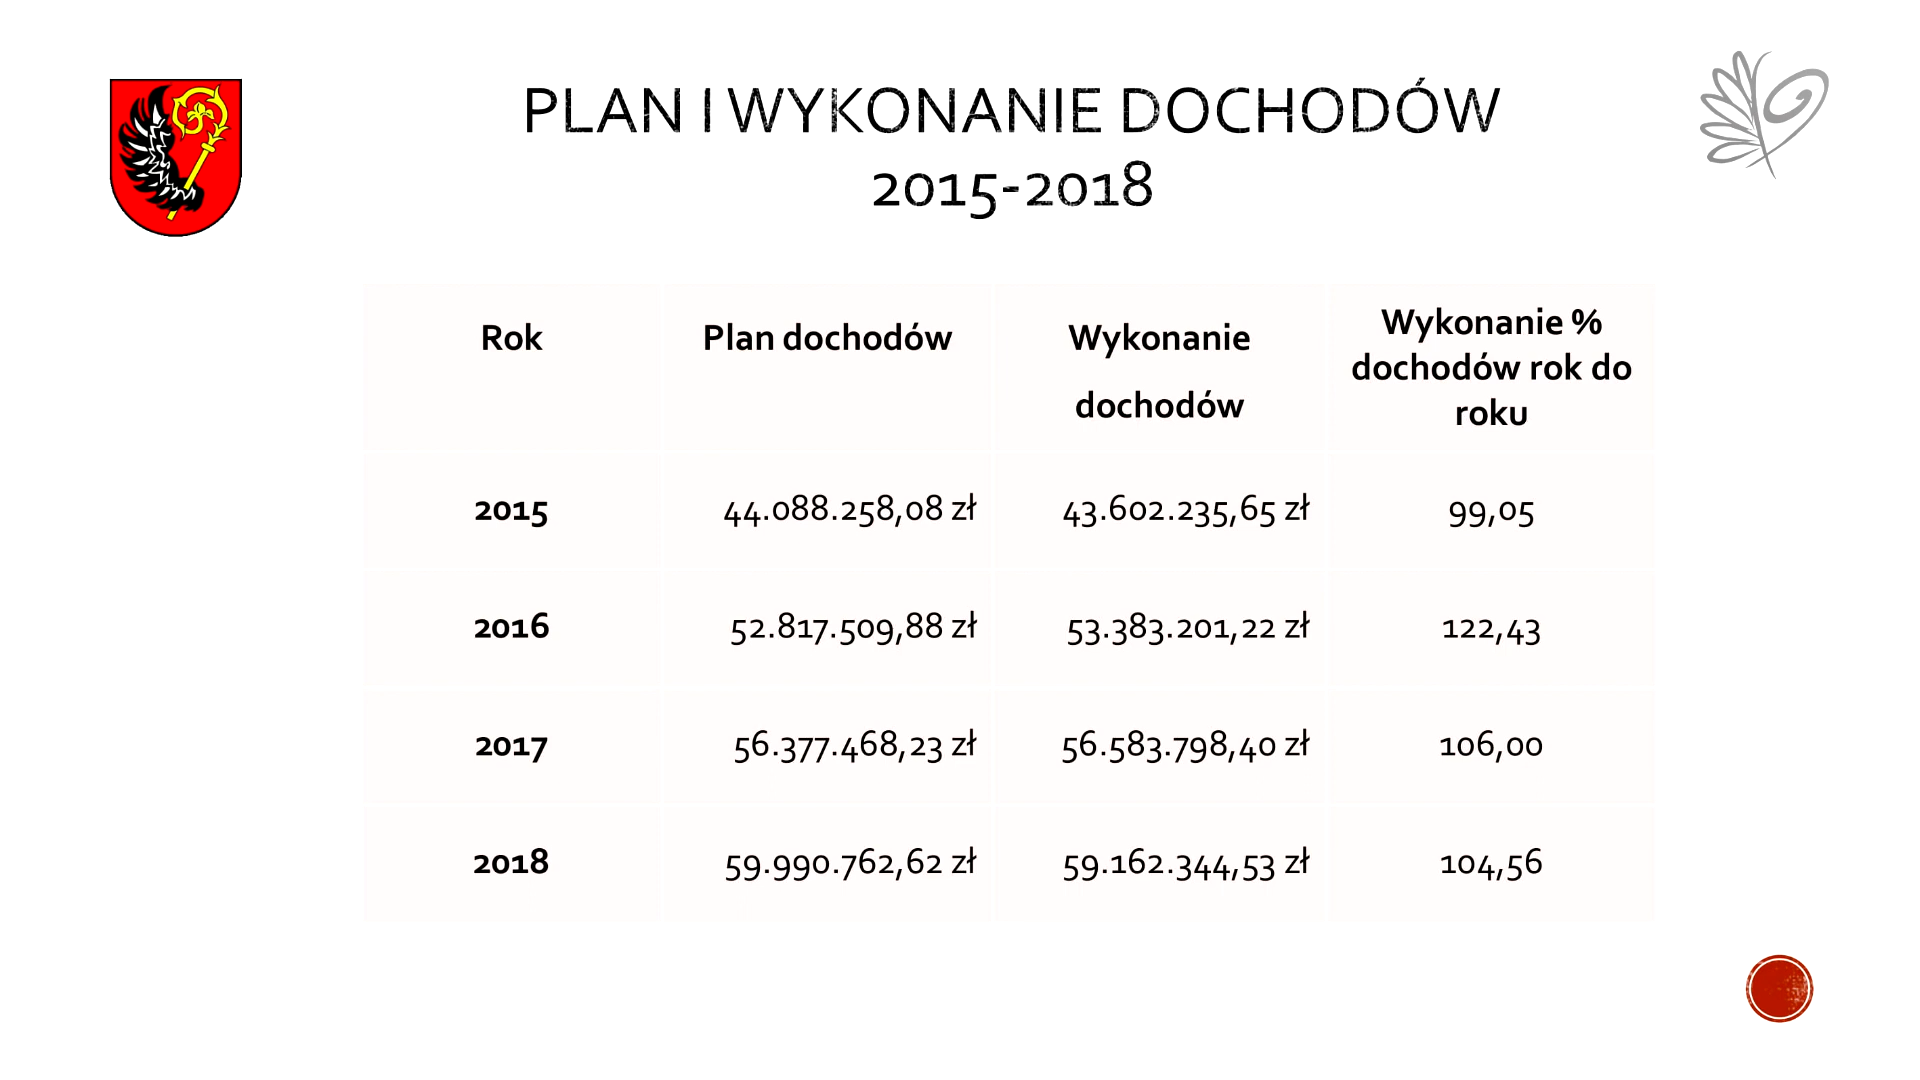 PLAN I WYKONANIE DOCHODÓW
2015-2018
Rok
Plan dochodów
Wykonanie
dochodów
Wykonanie %
dochodów rok do
roku
2015 44.088.258,08 zł 43.602.235,65 zł 99,05
2016 52.817.509,88 zł 53.383.201,22 zł 122,43
2017 56.377.468,23 zł 56.583.798,40 zł 106,00
2018 59.990.762,62 zł 59.162.344,53 zł 104,56